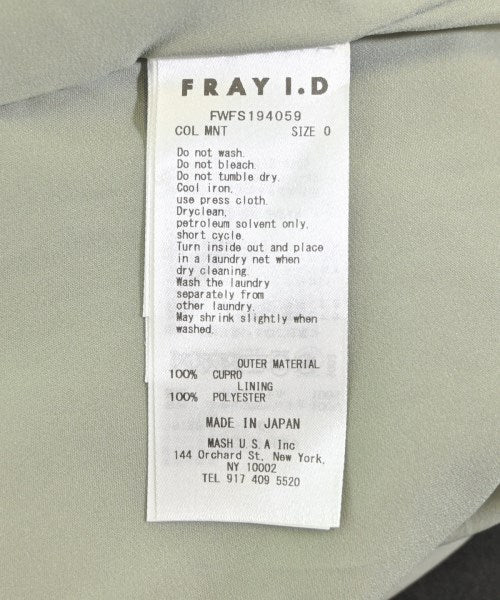 FRAY I.D
FWFS194059
COL MNT SIZE 0
Do not wash.
Do not bleach.
Do not tumble dry.
Cool iron,
use press cloth.
Dryclean,
petroleum solvent only.
short cycle.
Turn inside out and place
in a laundry net when
dry cleaning.
Wash the laundry
separately from
other laundry.
May shrink slightly when
washed.
OUTER MATERIAL
100% CUPRO
LINING
100% POLYESTER
MADE IN JAPAN
MASH U.S.A Inc
144 Orchard St, New York,
NY 10002
TEL 917 409 5520